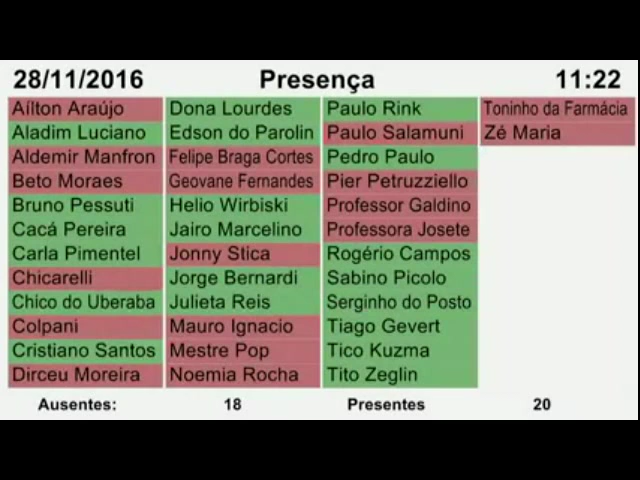 28/11/2016 Presença 11:22
Aílton Araújo Dona Lourdes Paulo Rink Toninho da Farmácia
Aladim Luciano Edson do Parolin Paulo Salamuni Zé Maria
Aldemir Manfron Felipe Braga Cortes Pedro Paulo
Beto Moraes Geovane Fernandes Pier Petruzziello
Bruno Pessuti Helio Wirbiski Professor Galdino
Cacá Pereira Jairo Marcelino Professora Josete
Carla Pimentel Jonny Stica Rogério Campos
Chicarelli Jorge Bernardi Sabino Picolo
Chico do Uberaba Julieta Reis Serginho do Posto
Colpani Mauro Ignacio Tiago Gevert
Cristiano Santos Mestre Pop Tico Kuzma
Dirceu Moreira Noemia Rocha Tito Zeglin
Ausentes: 18 Presentes 20